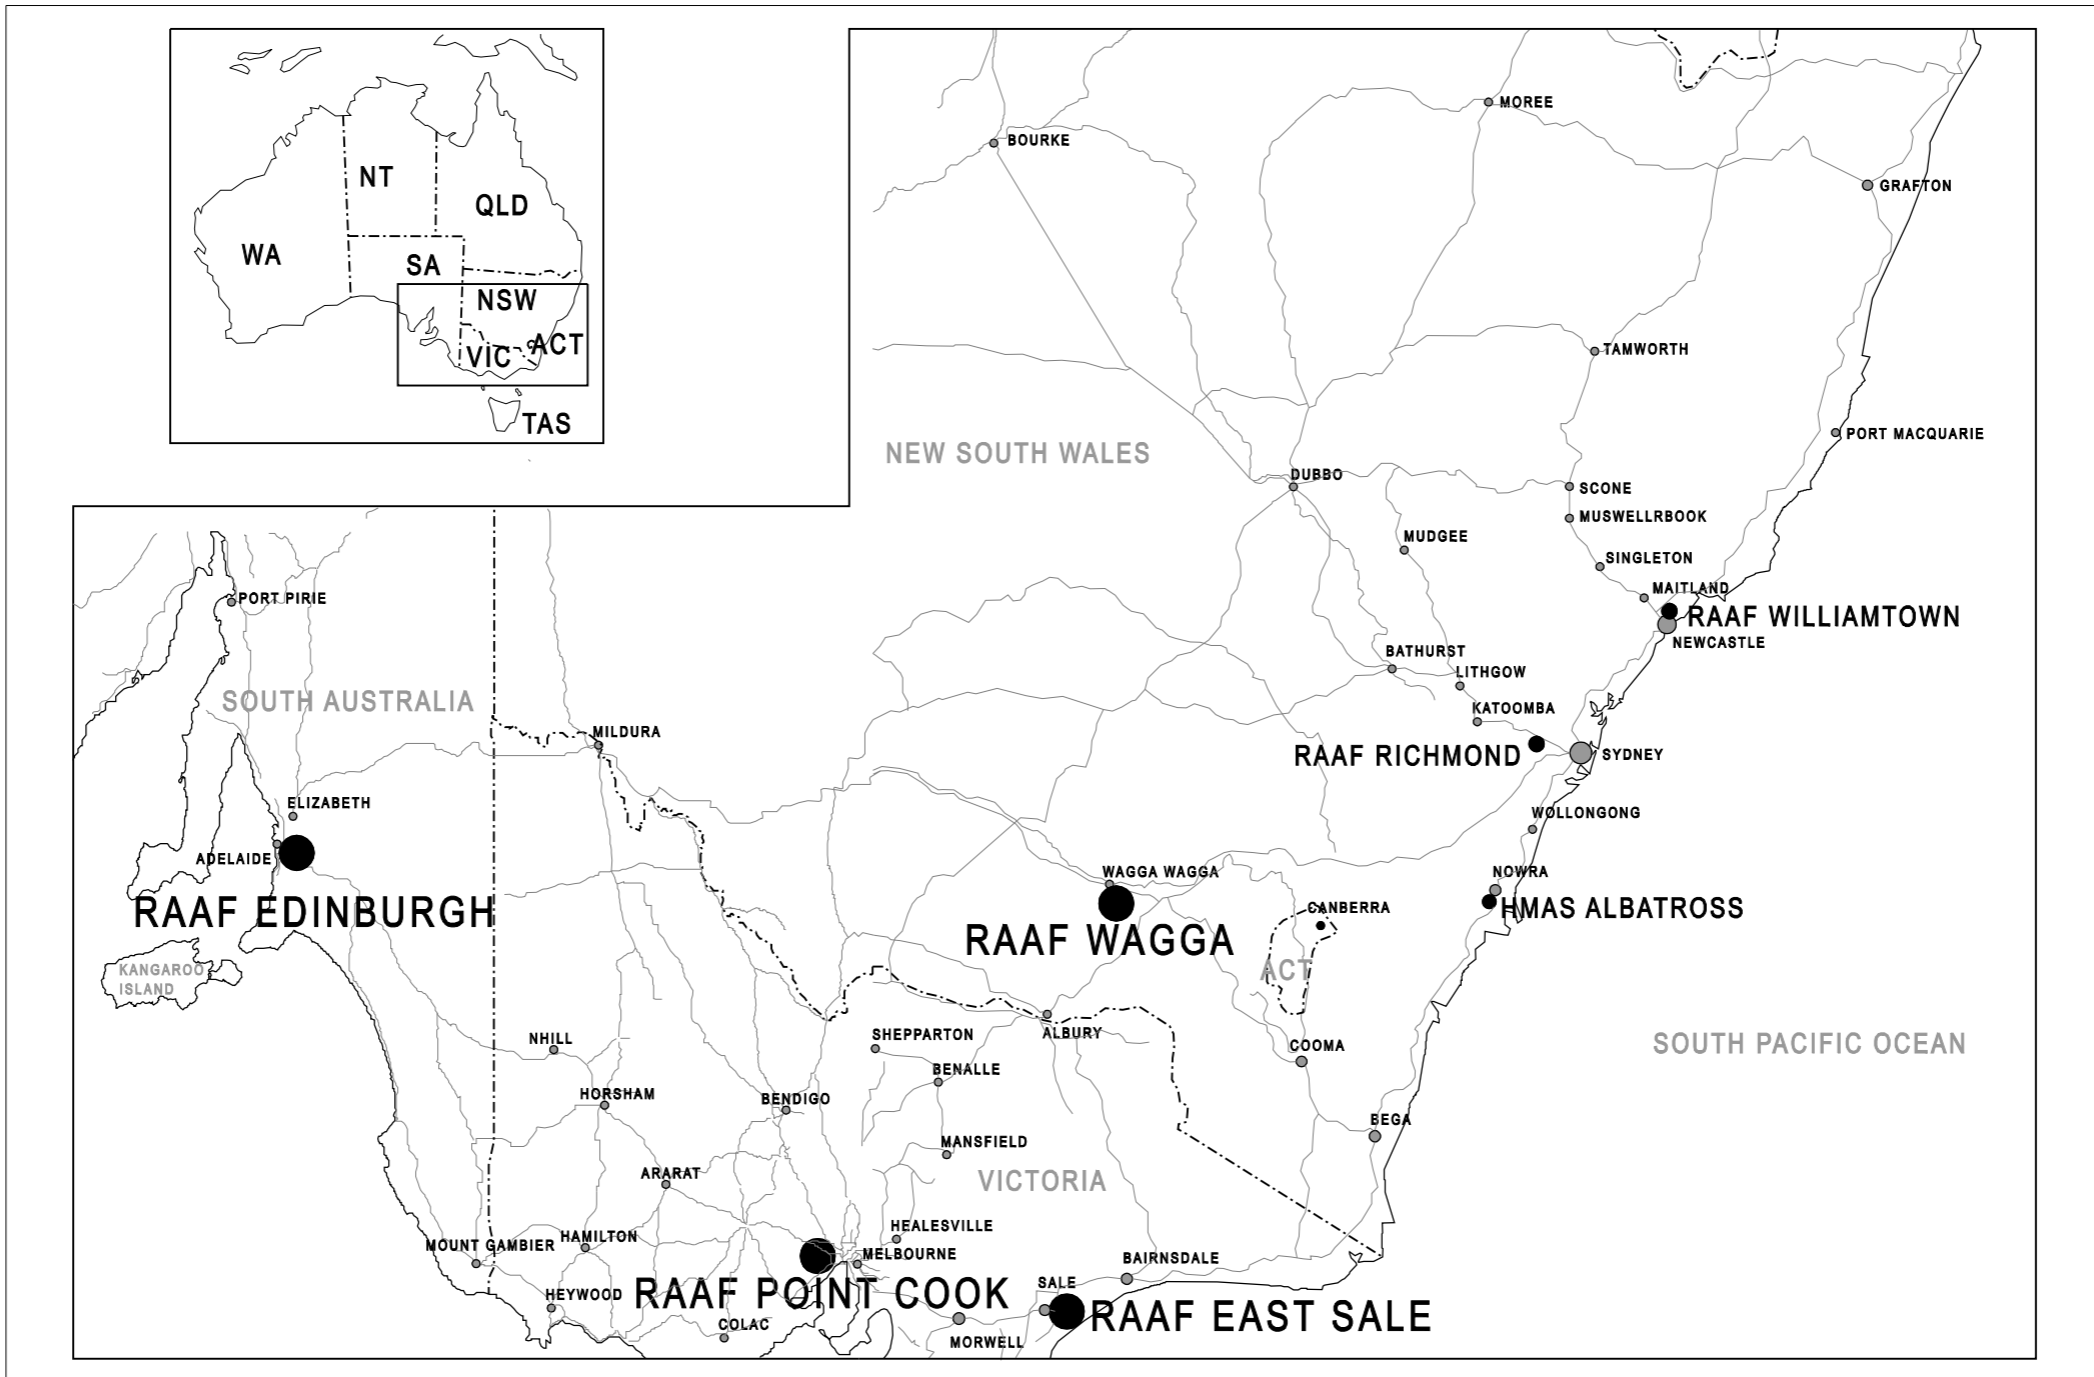 NT
QLD
WA
SA
NSW
ACT
VIC
TAS
MOREE
BOURKE
GRAFTON
TAMWORTH
PORT MACQUARIE
NEW SOUTH WALES
DUBBO
SCONE
MUSWELLRBOOK
MUDGEE
SINGLETON
MAITLAND
RAAF WILLIAMTOWN
NEWCASTLE
PORT PIRIE
BATHURST
LITHGOW
SOUTH AUSTRALIA
KATOOMBA
MILDURA
RAAF RICHMOND
SYDNEY
ELIZABETH
WOLLONGONG
ADELAIDE
WAGGA WAGGA
NOWRA
RAAF EDINBURGH
CANBERRA
HMAS ALBATROSS
RAAF WAGGA
KANGAROO
ISLAND
ACT
SHEPPARTON
ALBURY
NHILL
COOMA
SOUTH PACIFIC OCEAN
BENALLE
HORSHAM
BENDIGO
BEGA
MANSFIELD
ARARAT
VICTORIA
HEALESVILLE
HAMILTON
MOUNT GAMBIER
MELBOURNE
BAIRNSDALE
SALE
HEYWOOD
RAAF POINT COOK
RAAF EAST SALE
COLAC
MORWELL